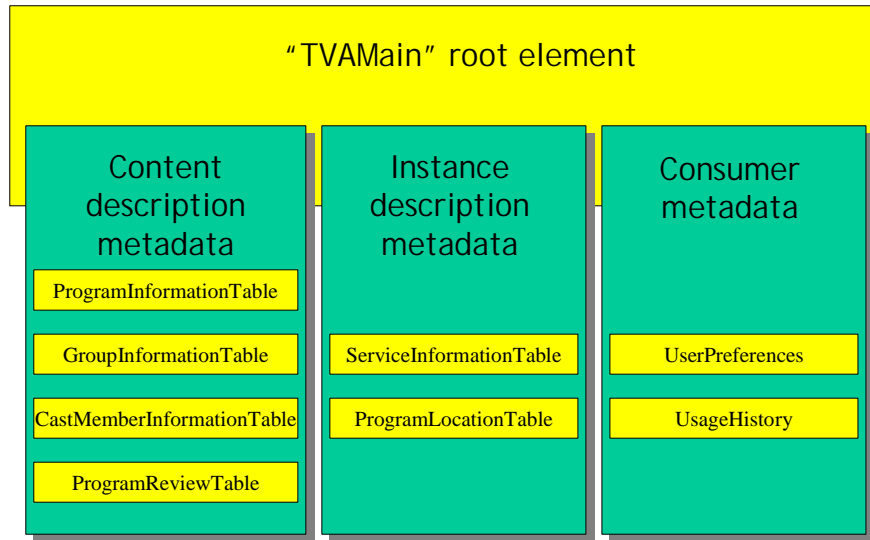 “TVAMain” root element
Content
description
metadata
ProgramInformationTable
GroupInformationTable
CastMemberInformationTable
ProgramReviewTable
Instance
description
metadata
ServiceInformationTable
ProgramLocationTable
Consumer
metadata
UserPreferences
UsageHistory